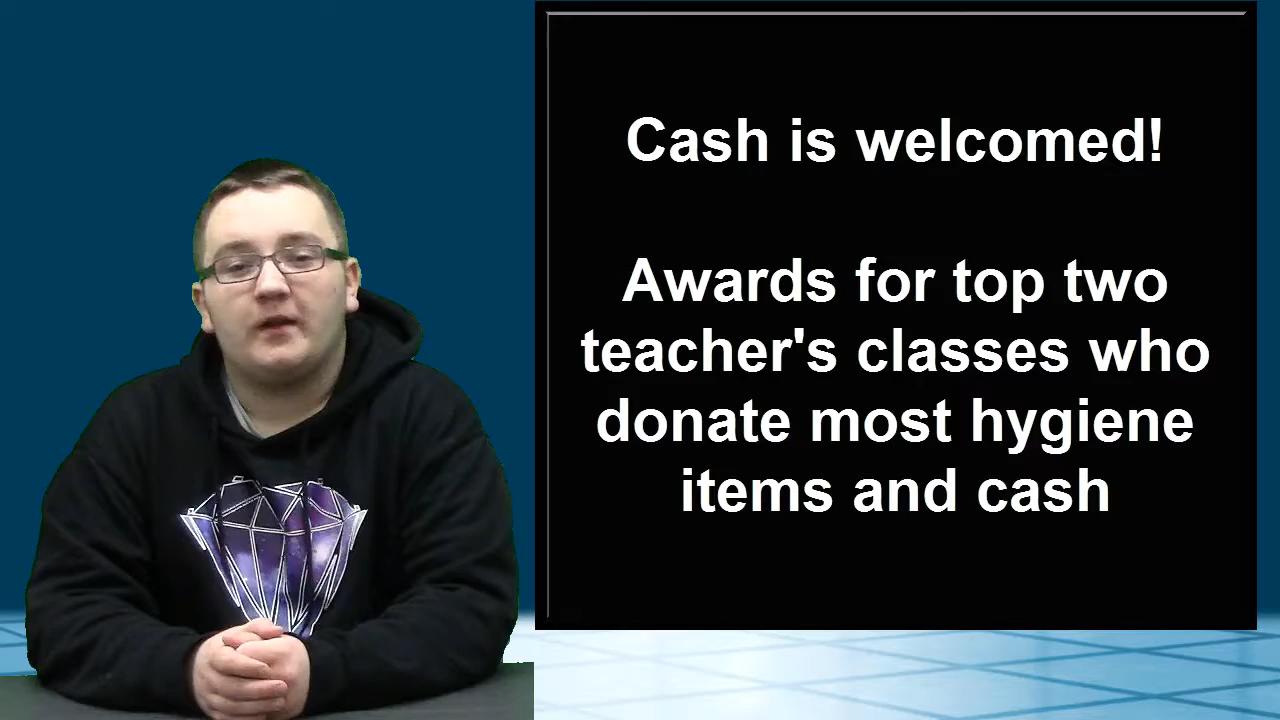 Cash is welcomed!
Awards for top two
teacher's classes who
donate most hygiene
items and cash